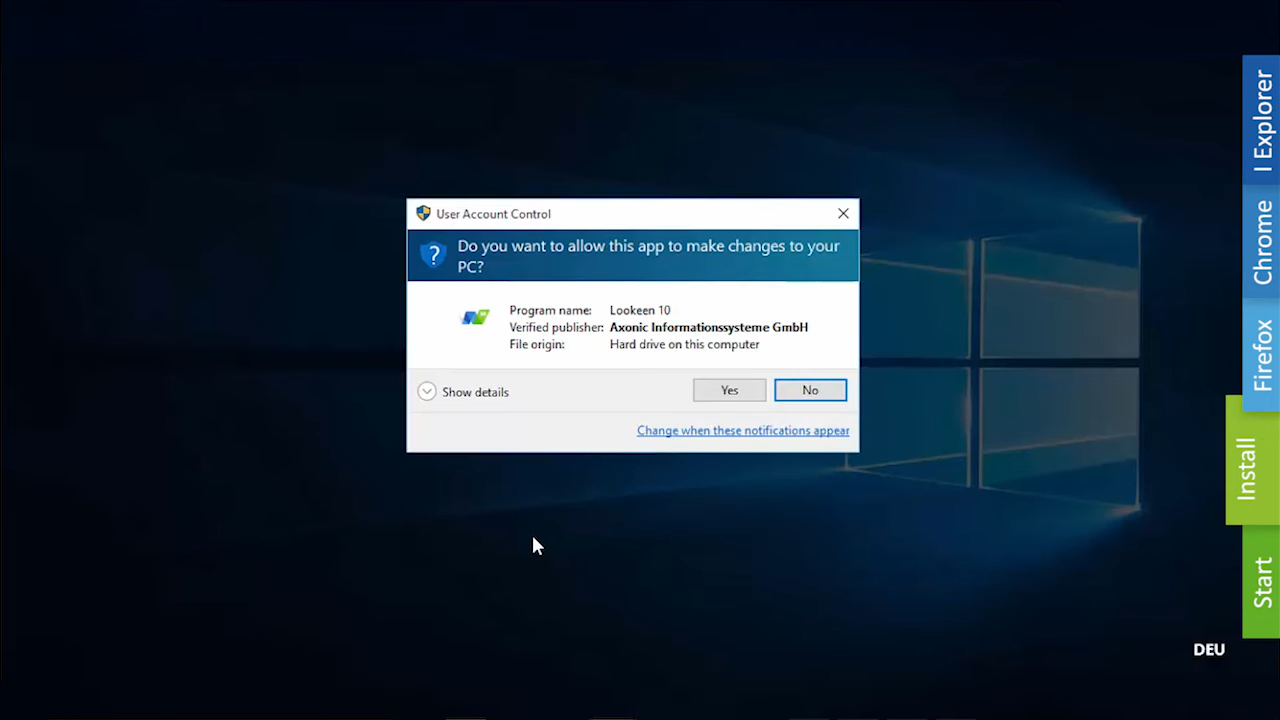 User Account Control
Do you want to allow this app to make changes to your
PC?
Program name: Lookeen 10
Verified publisher: Axonic Informationssysteme GmbH
File origin: Hard drive on this computer
Show details
Yes
No
Change when these notifications appear
I Explorer
Chrome
Firefox
Install
Start
DEU